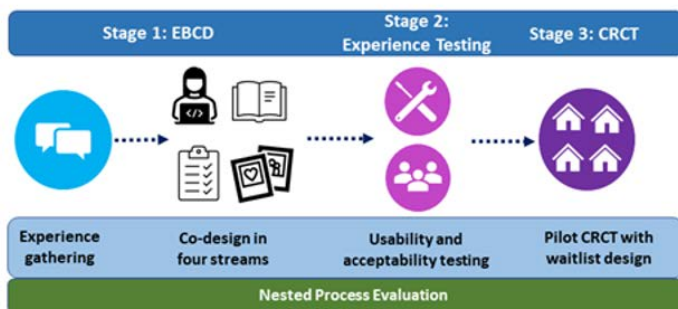 Stage 1: EBCD
Stage 2:
Experience Testing
Stage 3: CRCT
</>
Experience
gathering
Co-design in
four streams
Usability and
acceptability testing
Pilot CRCT with
waitlist design
Nested Process Evaluation